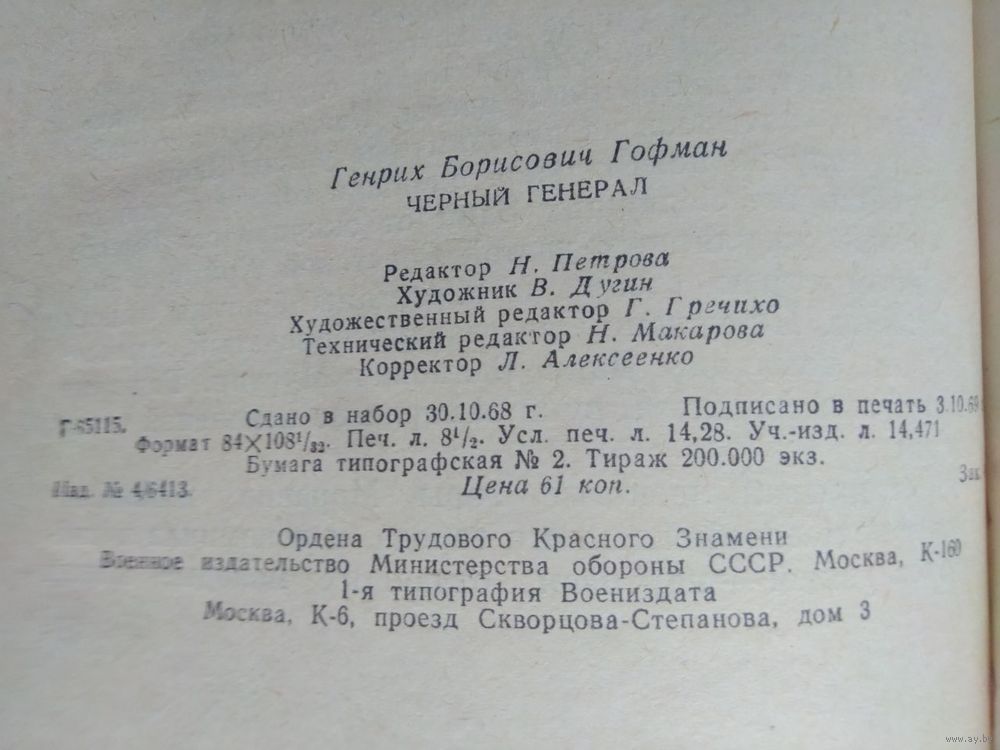 Генрих Борисович Гофман
ЧЕРНЫЙ ГЕНЕРАЛ
Редактор Н. Петрова
Художник В. Дугин
Художественный редактор Г. Гречихо
Технический редактор Н. Макарова
Корректор Л. Алексеенко
Г-65115. Сдано в набор 30.10.68 г. Подписано в печать 3.10.69
Формат 84×108¹/₃₂. Печ. л. 8¹/₂. Усл. печ. л. 14,28. Уч.-изд. л. 14,471
Бумага типографская № 2. Тираж 200.000 экз.
Изд. № 4/6413. Цена 61 коп. Зак
Ордена Трудового Красного Знамени
Военное издательство Министерства обороны СССР. Москва, К-160
1-я типография Воениздата
Москва, К-6, проезд Скворцова-Степанова, дом 3
www.ay.by